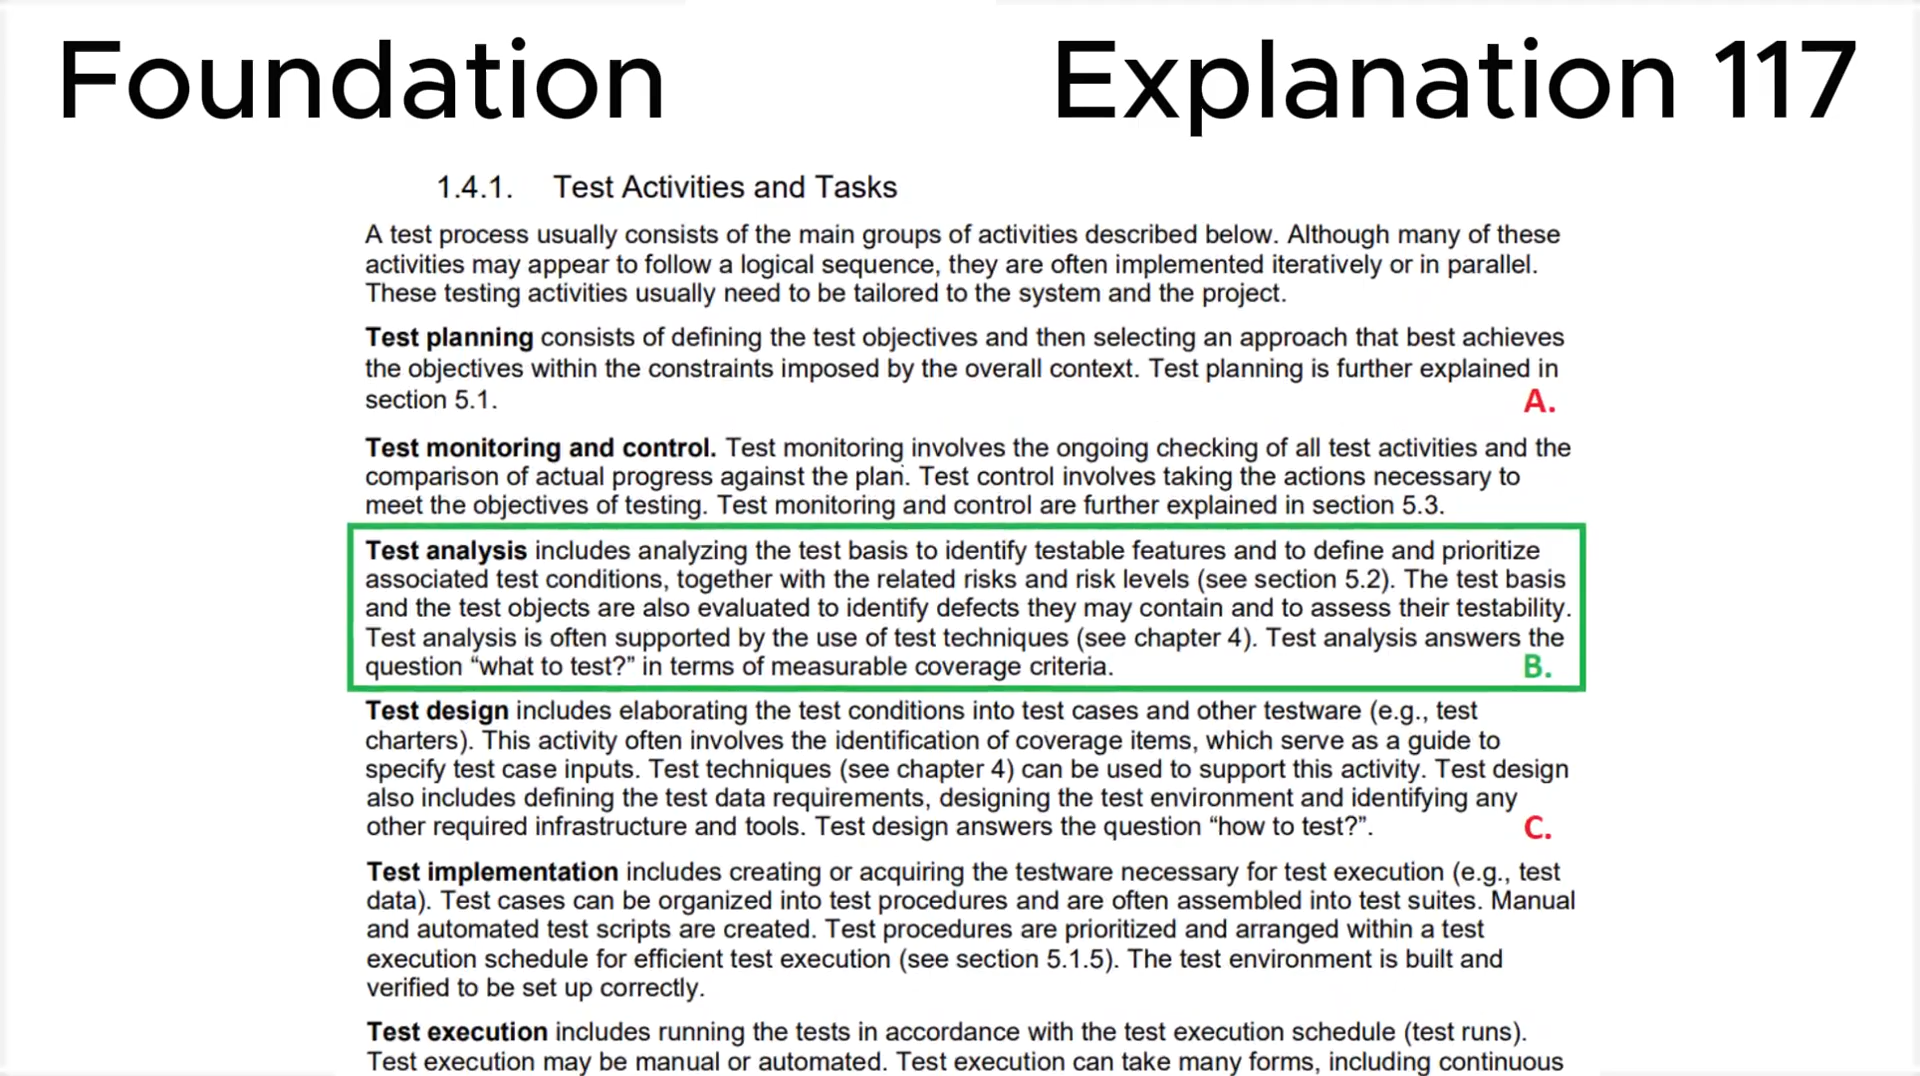 Foundation
Explanation 117
1.4.1. Test Activities and Tasks
A test process usually consists of the main groups of activities described below. Although many of these
activities may appear to follow a logical sequence, they are often implemented iteratively or in parallel.
These testing activities usually need to be tailored to the system and the project.
Test planning consists of defining the test objectives and then selecting an approach that best achieves
the objectives within the constraints imposed by the overall context. Test planning is further explained in
section 5.1.
A.
Test monitoring and control. Test monitoring involves the ongoing checking of all test activities and the
comparison of actual progress against the plan. Test control involves taking the actions necessary to
meet the objectives of testing. Test monitoring and control are further explained in section 5.3.
Test analysis includes analyzing the test basis to identify testable features and to define and prioritize
associated test conditions, together with the related risks and risk levels (see section 5.2). The test basis
and the test objects are also evaluated to identify defects they may contain and to assess their testability.
Test analysis is often supported by the use of test techniques (see chapter 4). Test analysis answers the
question “what to test?” in terms of measurable coverage criteria.
B.
Test design includes elaborating the test conditions into test cases and other testware (e.g., test
charters). This activity often involves the identification of coverage items, which serve as a guide to
specify test case inputs. Test techniques (see chapter 4) can be used to support this activity. Test design
also includes defining the test data requirements, designing the test environment and identifying any
other required infrastructure and tools. Test design answers the question “how to test?”.
C.
Test implementation includes creating or acquiring the testware necessary for test execution (e.g., test
data). Test cases can be organized into test procedures and are often assembled into test suites. Manual
and automated test scripts are created. Test procedures are prioritized and arranged within a test
execution schedule for efficient test execution (see section 5.1.5). The test environment is built and
verified to be set up correctly.
Test execution includes running the tests in accordance with the test execution schedule (test runs).
Test execution may be manual or automated. Test execution can take many forms, including continuous